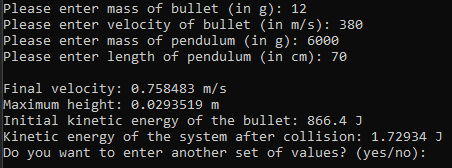 Please enter mass of bullet (in g): 12
Please enter velocity of bullet (in m/s): 380
Please enter mass of pendulum (in g): 6000
Please enter length of pendulum (in cm): 70
Final velocity: 0.758483 m/s
Maximum height: 0.0293519 m
Initial kinetic energy of the bullet: 866.4 J
Kinetic energy of the system after collision: 1.72934 J
Do you want to enter another set of values? (yes/no):